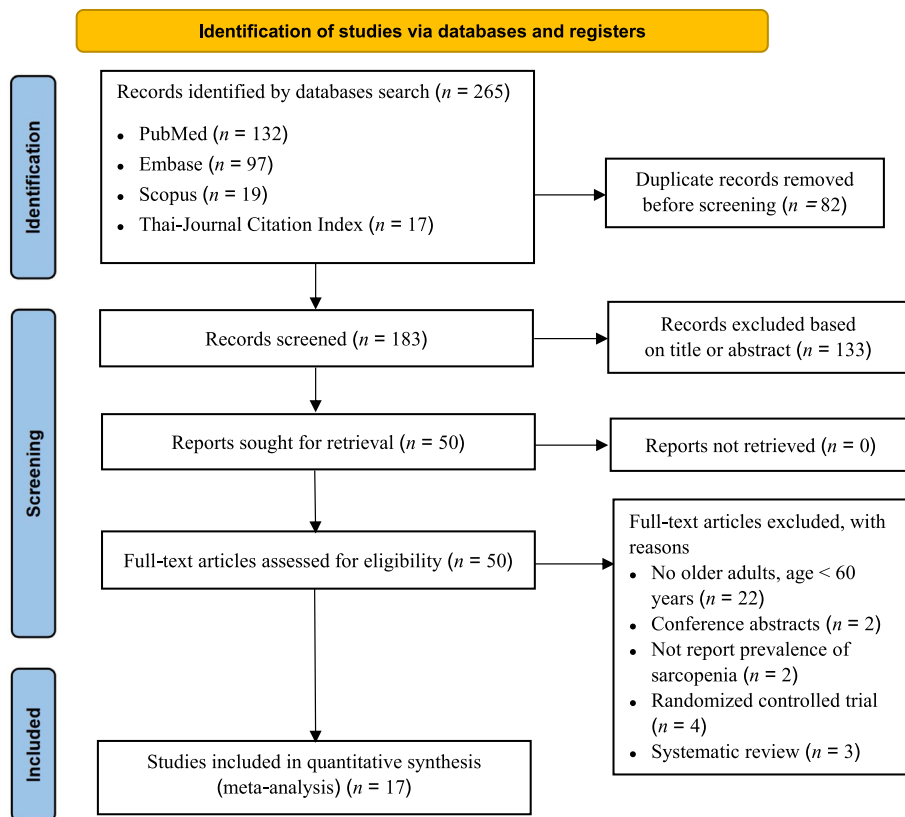 Identification of studies via databases and registers
Identification
Records identified by databases search (n = 265)
• PubMed (n = 132)
• Embase (n = 97)
• Scopus (n = 19)
• Thai-Journal Citation Index (n = 17)
Duplicate records removed
before screening (n = 82)
Screening
Records screened (n = 183)
Records excluded based
on title or abstract (n = 133)
Reports sought for retrieval (n = 50)
Reports not retrieved (n = 0)
Full-text articles assessed for eligibility (n = 50)
Full-text articles excluded, with
reasons
• No older adults, age < 60
years (n = 22)
• Conference abstracts (n = 2)
• Not report prevalence of
sarcopenia (n = 2)
• Randomized controlled trial
(n = 4)
• Systematic review (n = 3)
Included
Studies included in quantitative synthesis
(meta-analysis) (n = 17)